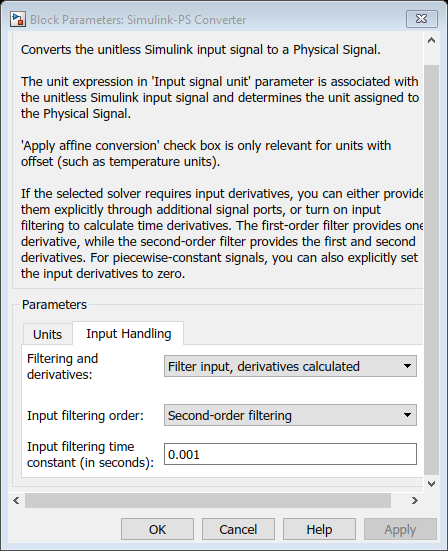 Block Parameters: Simulink-PS Converter
Converts the unitless Simulink input signal to a Physical Signal.
The unit expression in 'Input signal unit' parameter is associated with
the unitless Simulink input signal and determines the unit assigned to
the Physical Signal.
'Apply affine conversion' check box is only relevant for units with
offset (such as temperature units).
If the selected solver requires input derivatives, you can either provide
them explicitly through additional signal ports, or turn on input
filtering to calculate time derivatives. The first-order filter provides one
derivative, while the second-order filter provides the first and second
derivatives. For piecewise-constant signals, you can also explicitly set
the input derivatives to zero.
Parameters
Units Input Handling
Filtering and
derivatives: Filter input, derivatives calculated
Input filtering order: Second-order filtering
Input filtering time
constant (in seconds): 0.001
OK Cancel Help Apply